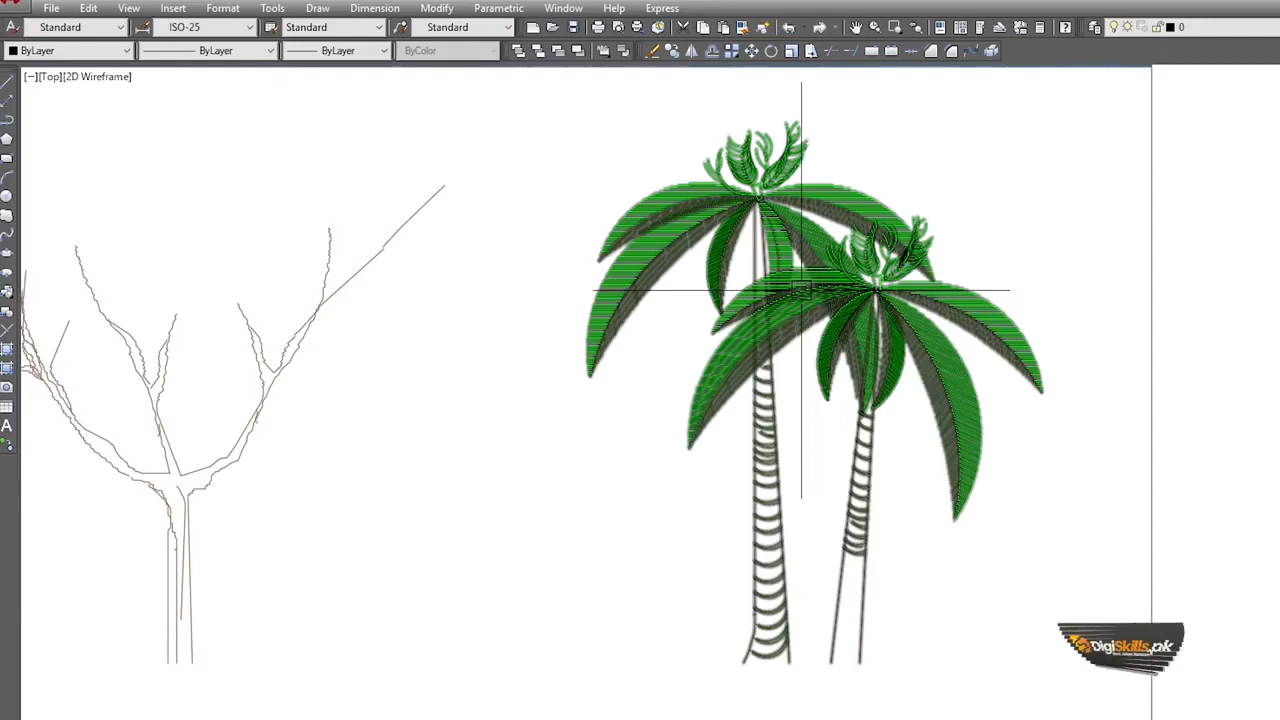 File Edit View Insert Format Tools Draw Dimension Modify Parametric Window Help Express
Standard ISO-25 Standard Standard 0
ByLayer ByLayer ByLayer ByColor
[−][Top][2D Wireframe]
A
DigiSkills.pk